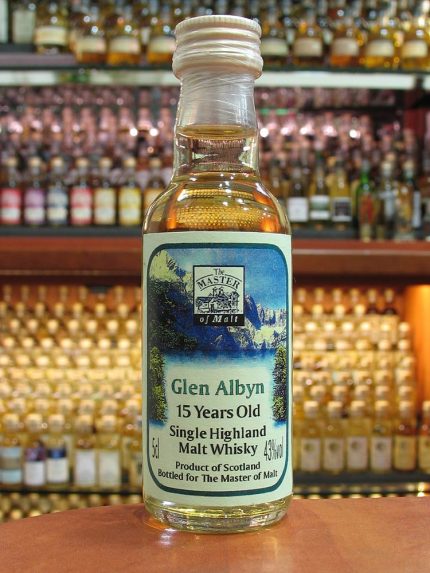 The
MASTER
of Malt
Glen Albyn
15 Years Old
Single Highland
Malt Whisky
5cl
43%vol
Product of Scotland
Bottled for The Master of Malt